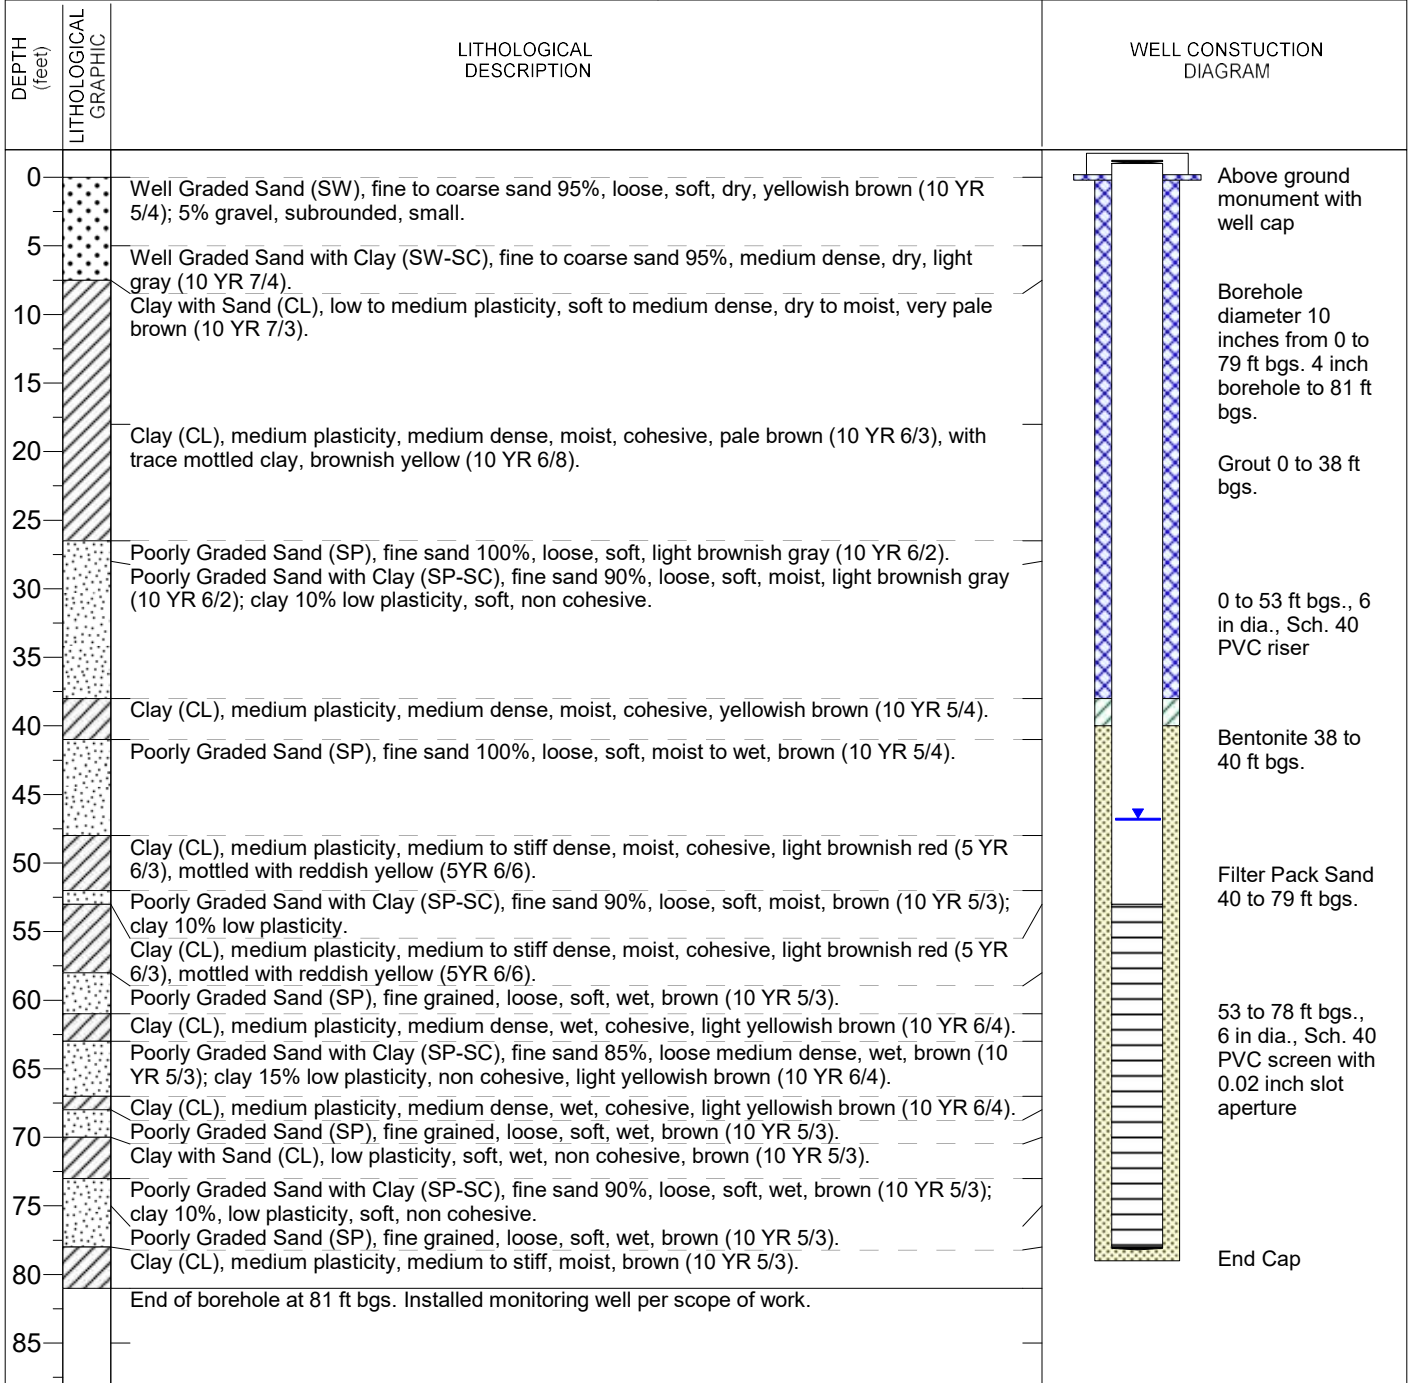 DEPTH
(feet)
LITHOLOGICAL
GRAPHIC
LITHOLOGICAL
DESCRIPTION
WELL CONSTUCTION
DIAGRAM
0
5
10
15
20
25
30
35
40
45
50
55
60
65
70
75
80
85
Well Graded Sand (SW), fine to coarse sand 95%, loose, soft, dry, yellowish brown (10 YR
5/4); 5% gravel, subrounded, small.
Well Graded Sand with Clay (SW-SC), fine to coarse sand 95%, medium dense, dry, light
gray (10 YR 7/4).
Clay with Sand (CL), low to medium plasticity, soft to medium dense, dry to moist, very pale
brown (10 YR 7/3).
Clay (CL), medium plasticity, medium dense, moist, cohesive, pale brown (10 YR 6/3), with
trace mottled clay, brownish yellow (10 YR 6/8).
Poorly Graded Sand (SP), fine sand 100%, loose, soft, light brownish gray (10 YR 6/2).
Poorly Graded Sand with Clay (SP-SC), fine sand 90%, loose, soft, moist, light brownish gray
(10 YR 6/2); clay 10% low plasticity, soft, non cohesive.
Clay (CL), medium plasticity, medium dense, moist, cohesive, yellowish brown (10 YR 5/4).
Poorly Graded Sand (SP), fine sand 100%, loose, soft, moist to wet, brown (10 YR 5/4).
Clay (CL), medium plasticity, medium to stiff dense, moist, cohesive, light brownish red (5 YR
6/3), mottled with reddish yellow (5YR 6/6).
Poorly Graded Sand with Clay (SP-SC), fine sand 90%, loose, soft, moist, brown (10 YR 5/3);
clay 10% low plasticity.
Clay (CL), medium plasticity, medium to stiff dense, moist, cohesive, light brownish red (5 YR
6/3), mottled with reddish yellow (5YR 6/6).
Poorly Graded Sand (SP), fine grained, loose, soft, wet, brown (10 YR 5/3).
Clay (CL), medium plasticity, medium dense, wet, cohesive, light yellowish brown (10 YR 6/4).
Poorly Graded Sand with Clay (SP-SC), fine sand 85%, loose medium dense, wet, brown (10
YR 5/3); clay 15% low plasticity, non cohesive, light yellowish brown (10 YR 6/4).
Clay (CL), medium plasticity, medium dense, wet, cohesive, light yellowish brown (10 YR 6/4).
Poorly Graded Sand (SP), fine grained, loose, soft, wet, brown (10 YR 5/3).
Clay with Sand (CL), low plasticity, soft, wet, non cohesive, brown (10 YR 5/3).
Poorly Graded Sand with Clay (SP-SC), fine sand 90%, loose, soft, wet, brown (10 YR 5/3);
clay 10%, low plasticity, soft, non cohesive.
Poorly Graded Sand (SP), fine grained, loose, soft, wet, brown (10 YR 5/3).
Clay (CL), medium plasticity, medium to stiff, moist, brown (10 YR 5/3).
End of borehole at 81 ft bgs. Installed monitoring well per scope of work.
Above ground
monument with
well cap
Borehole
diameter 10
inches from 0 to
79 ft bgs. 4 inch
borehole to 81 ft
bgs.
Grout 0 to 38 ft
bgs.
0 to 53 ft bgs., 6
in dia., Sch. 40
PVC riser
Bentonite 38 to
40 ft bgs.
Filter Pack Sand
40 to 79 ft bgs.
53 to 78 ft bgs.,
6 in dia., Sch. 40
PVC screen with
0.02 inch slot
aperture
End Cap